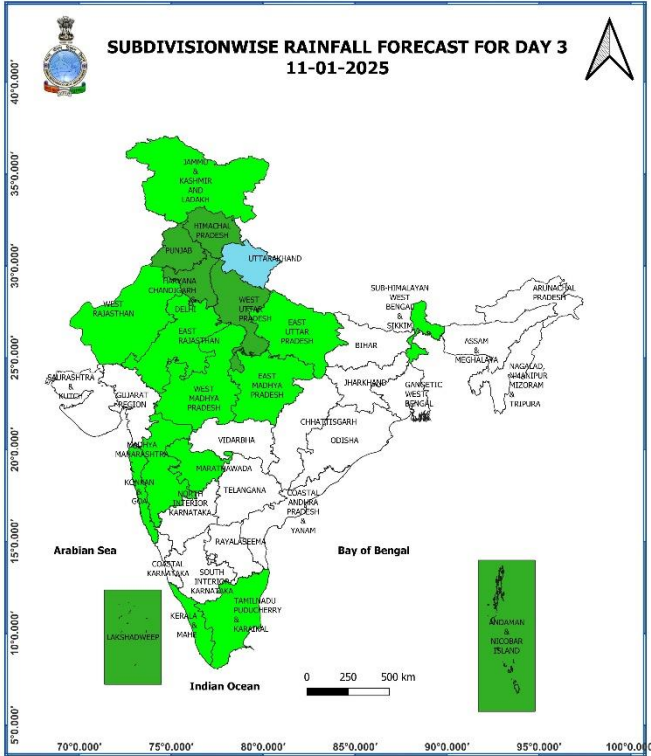 SUBDIVISIONWISE RAINFALL FORECAST FOR DAY 3
11-01-2025
40°0.000'
35°0.000'
30°0.000'
25°0.000'
20°0.000'
15°0.000'
10°0.000'
5°0.000'
JAMMU
&
KASHMIR
AND
LADAKH
HIMACHAL
PRADESH
PUNJAB
UTTARAKHAND
HARYANA
CHANDIGARH
&
DELHI
WEST
RAJASTHAN
WEST
UTTAR
PRADESH
EAST
RAJASTHAN
EAST
UTTAR
PRADESH
SUB-HIMALAYAN
WEST
BENGAL
&
SIKKIM
ARUNACHAL
PRADESH
BIHAR
ASSAM
&
MEGHALAYA
SAURASHTRA
&
KUTCH
GUJARAT
REGION
WEST
MADHYA
PRADESH
EAST
MADHYA
PRADESH
JHARKHAND
GANGETIC
WEST
BENGAL
NAGALAD,
MANIPUR
MIZORAM
&
TRIPURA
CHHATTISGARH
ODISHA
VIDARBHA
MADHYA
MAHARASHTRA
MARATHAWADA
KONKAN
&
GOA
NORTH
INTERIOR
KARNATAKA
TELANGANA
COASTAL
ANDHRA
PRADESH
&
YANAM
RAYALASEEMA
Arabian Sea
Bay of Bengal
COASTAL
KARNATAKA
SOUTH
INTERIOR
KARNATAKA
TAMILNADU
PUDUCHERRY
&
KARAIKAL
KERALA
&
MAHE
LAKSHADWEEP
ANDAMAN
&
NICOBAR
ISLAND
Indian Ocean
0 250 500 km
70°0.000' 75°0.000' 80°0.000' 85°0.000' 90°0.000' 95°0.000' 100°0.000'